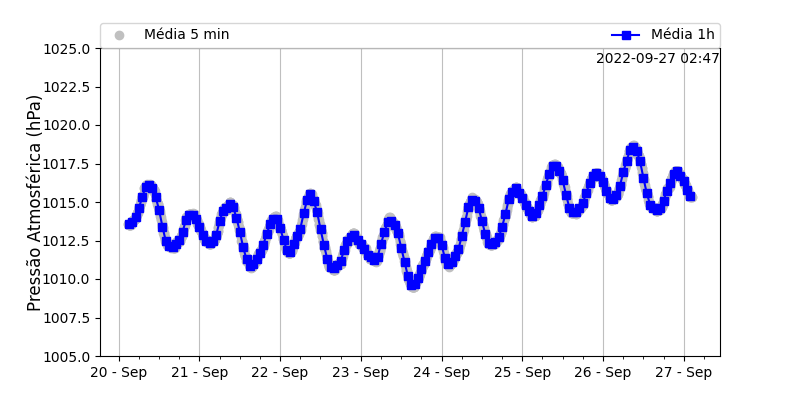 Média 5 min
Média 1h
2022-09-27 02:47
Pressão Atmosférica (hPa)
1025.0
1022.5
1020.0
1017.5
1015.0
1012.5
1010.0
1007.5
1005.0
20 - Sep
21 - Sep
22 - Sep
23 - Sep
24 - Sep
25 - Sep
26 - Sep
27 - Sep